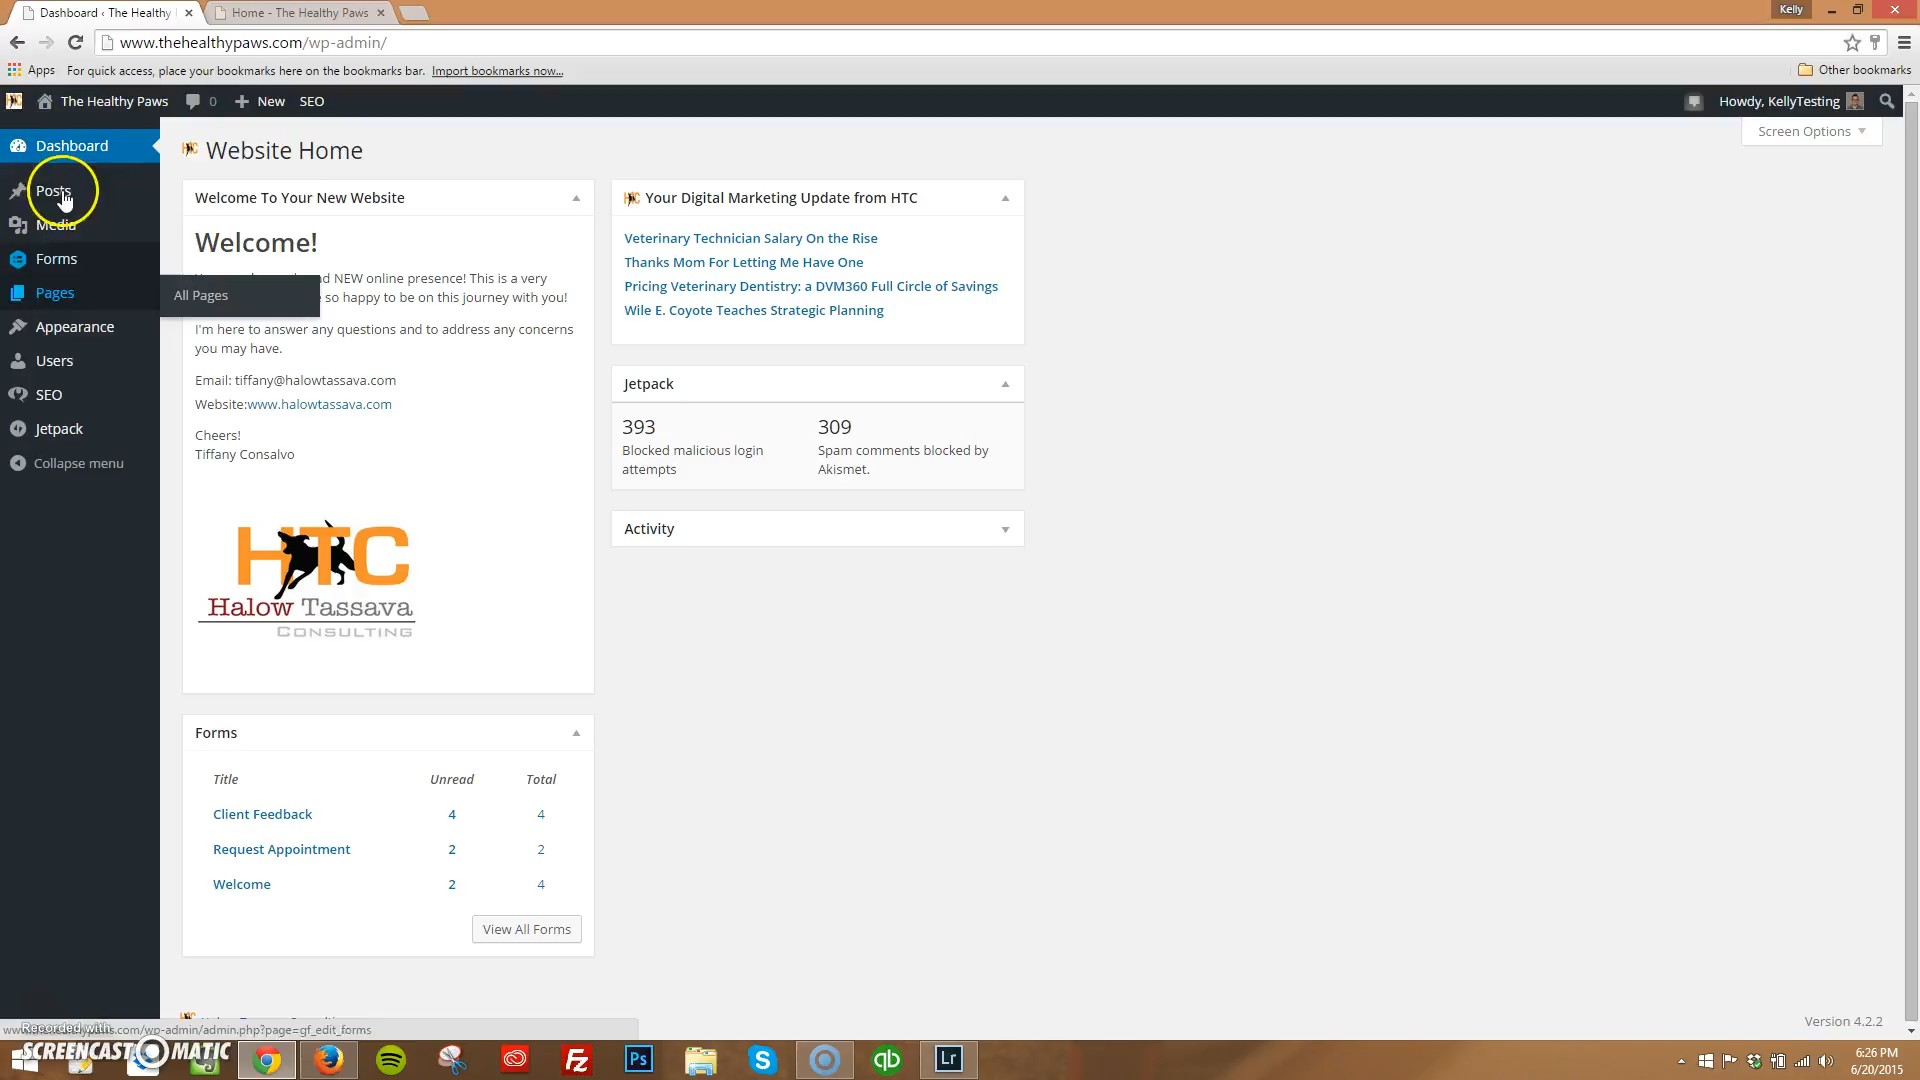 Dashboard ‹ The Healthy
Home - The Healthy Paws
Kelly
www.thehealthypaws.com/wp-admin/
Apps
For quick access, place your bookmarks here on the bookmarks bar.
Import bookmarks now...
Other bookmarks
The Healthy Paws
0
New
SEO
Howdy, KellyTesting
Screen Options
Dashboard
Posts
Media
Forms
Pages
All Pages
Appearance
Users
SEO
Jetpack
Collapse menu
Website Home
Welcome To Your New Website
Welcome!
NEW online presence! This is a very
so happy to be on this journey with you!
I'm here to answer any questions and to address any concerns
you may have.
Email: tiffany@halowtassava.com
Website:www.halowtassava.com
Cheers!
Tiffany Consalvo
HTC
Halow Tassava
CONSULTING
Forms
Title Unread Total
Client Feedback 4 4
Request Appointment 2 2
Welcome 2 4
View All Forms
Your Digital Marketing Update from HTC
Veterinary Technician Salary On the Rise
Thanks Mom For Letting Me Have One
Pricing Veterinary Dentistry: a DVM360 Full Circle of Savings
Wile E. Coyote Teaches Strategic Planning
Jetpack
393
Blocked malicious login
attempts
309
Spam comments blocked by
Akismet.
Activity
Version 4.2.2
www.thehealthypaws.com/wp-admin/admin.php?page=gf_edit_forms
Recorded with
SCREENCAST-O-MATIC
Fz
Ps
S
qb
Lr
6:26 PM
6/20/2015